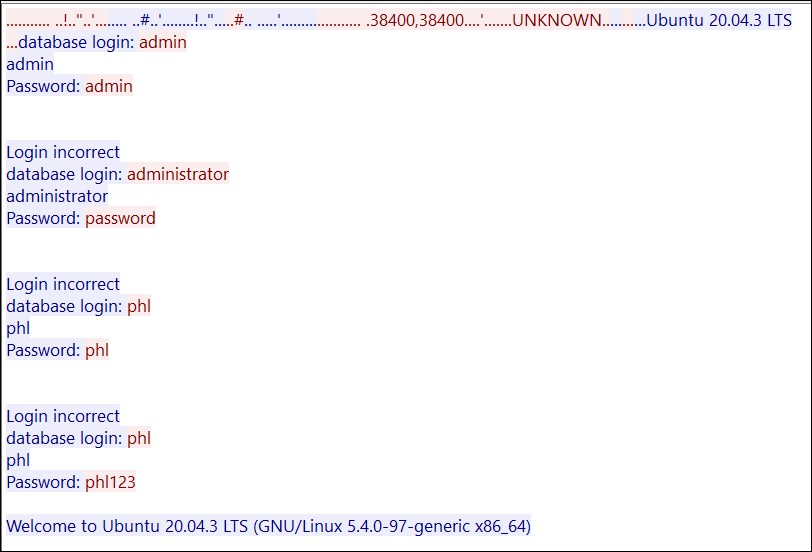 .......... ..!.."..'........ ..#..'.......!..".....#.. .....'................... .38400,38400....'.......UNKNOWN...........Ubuntu 20.04.3 LTS
...database login: admin
admin
Password: admin
Login incorrect
database login: administrator
administrator
Password: password
Login incorrect
database login: phl
phl
Password: phl
Login incorrect
database login: phl
phl
Password: phl123
Welcome to Ubuntu 20.04.3 LTS (GNU/Linux 5.4.0-97-generic x86_64)